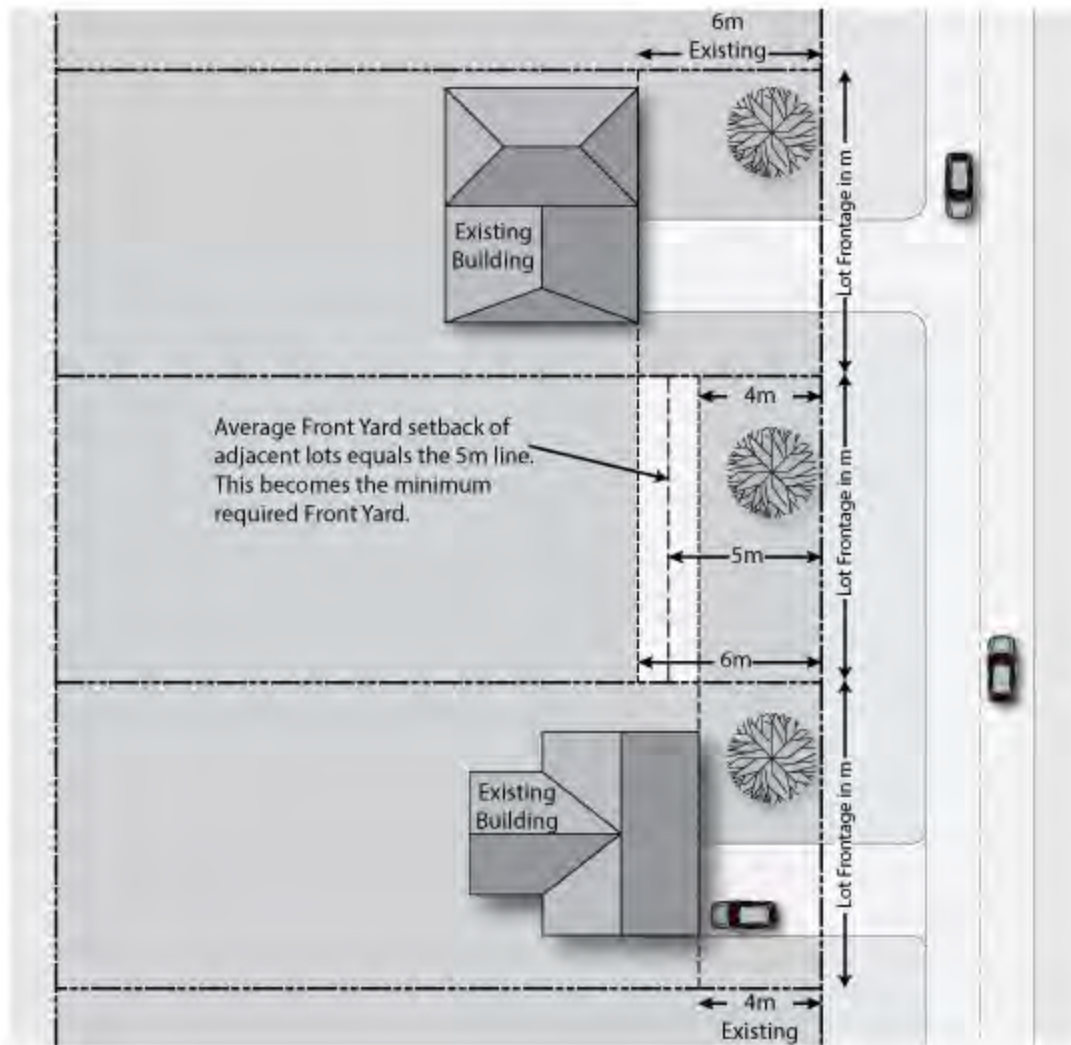 6m
Existing
Lot Frontage in m
Existing
Building
4m
Average Front Yard setback of
adjacent lots equals the 5m line.
This becomes the minimum
required Front Yard.
Lot Frontage in m
5m
6m
Existing
Building
Lot Frontage in m
4m
Existing